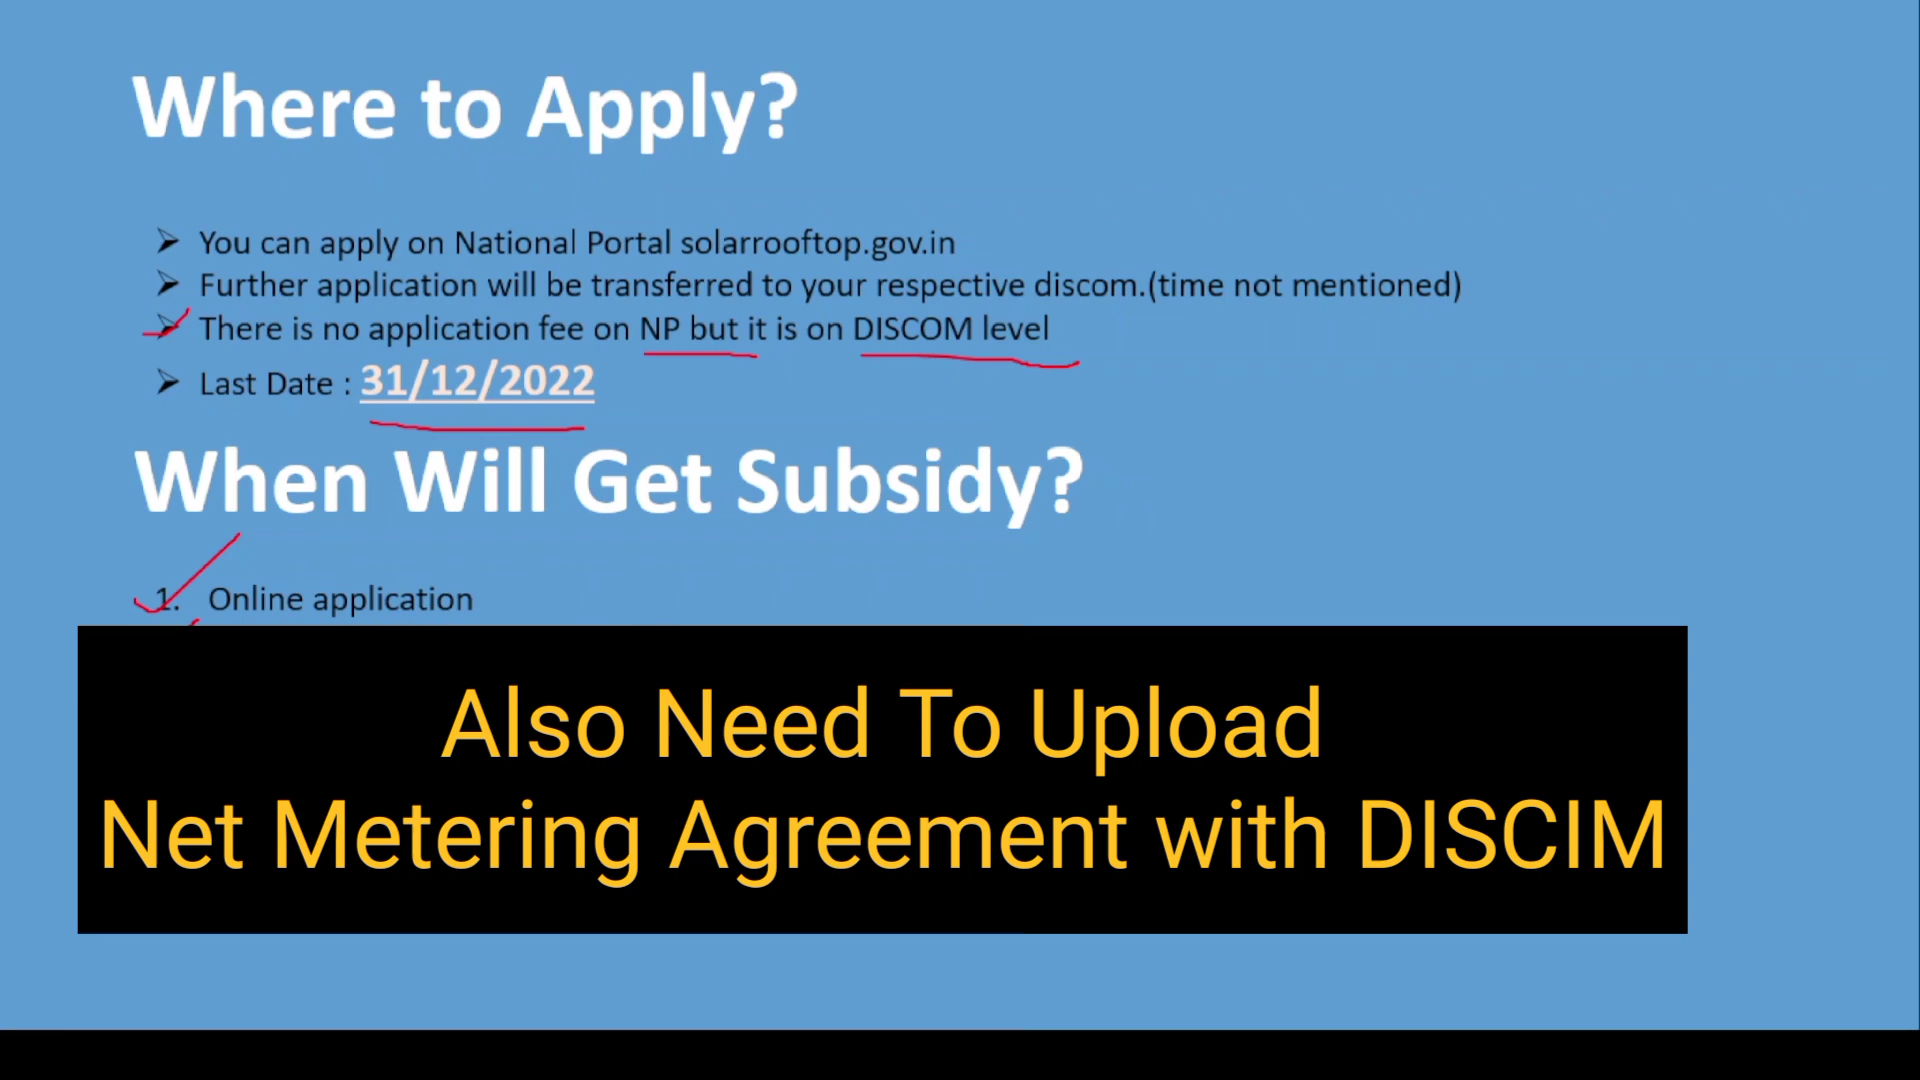 Where to Apply?
You can apply on National Portal solarrooftop.gov.in
Further application will be transferred to your respective discom.(time not mentioned)
There is no application fee on NP but it is on DISCOM level
Last Date : 31/12/2022
When Will Get Subsidy?
1. Online application
Also Need To Upload
Net Metering Agreement with DISCIM